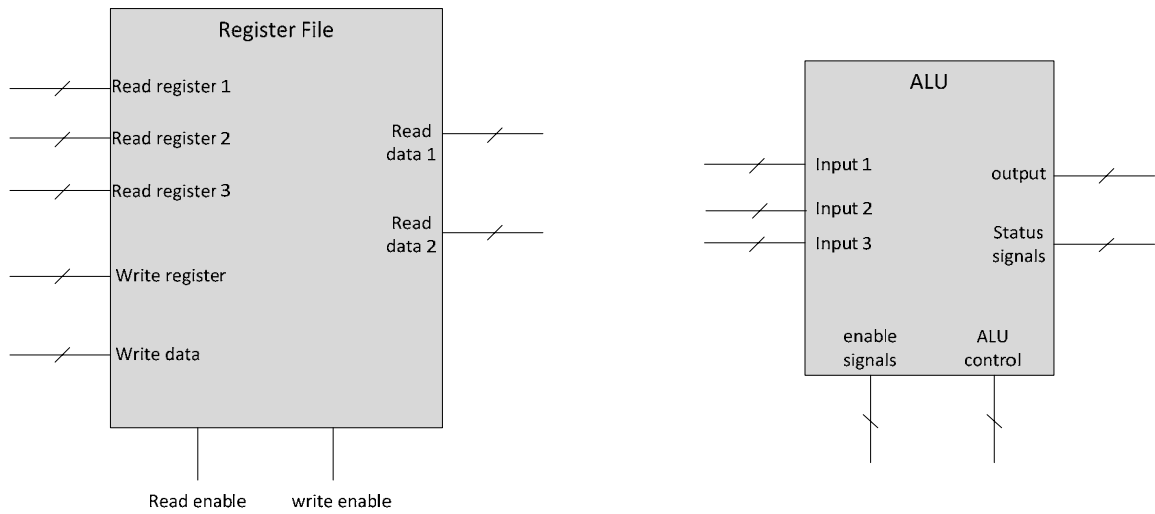 Register File
Read register 1
Read register 2
Read register 3
Write register
Write data
Read
data 1
Read
data 2
Read enable
write enable
ALU
Input 1
Input 2
Input 3
output
Status
signals
enable
signals
ALU
control